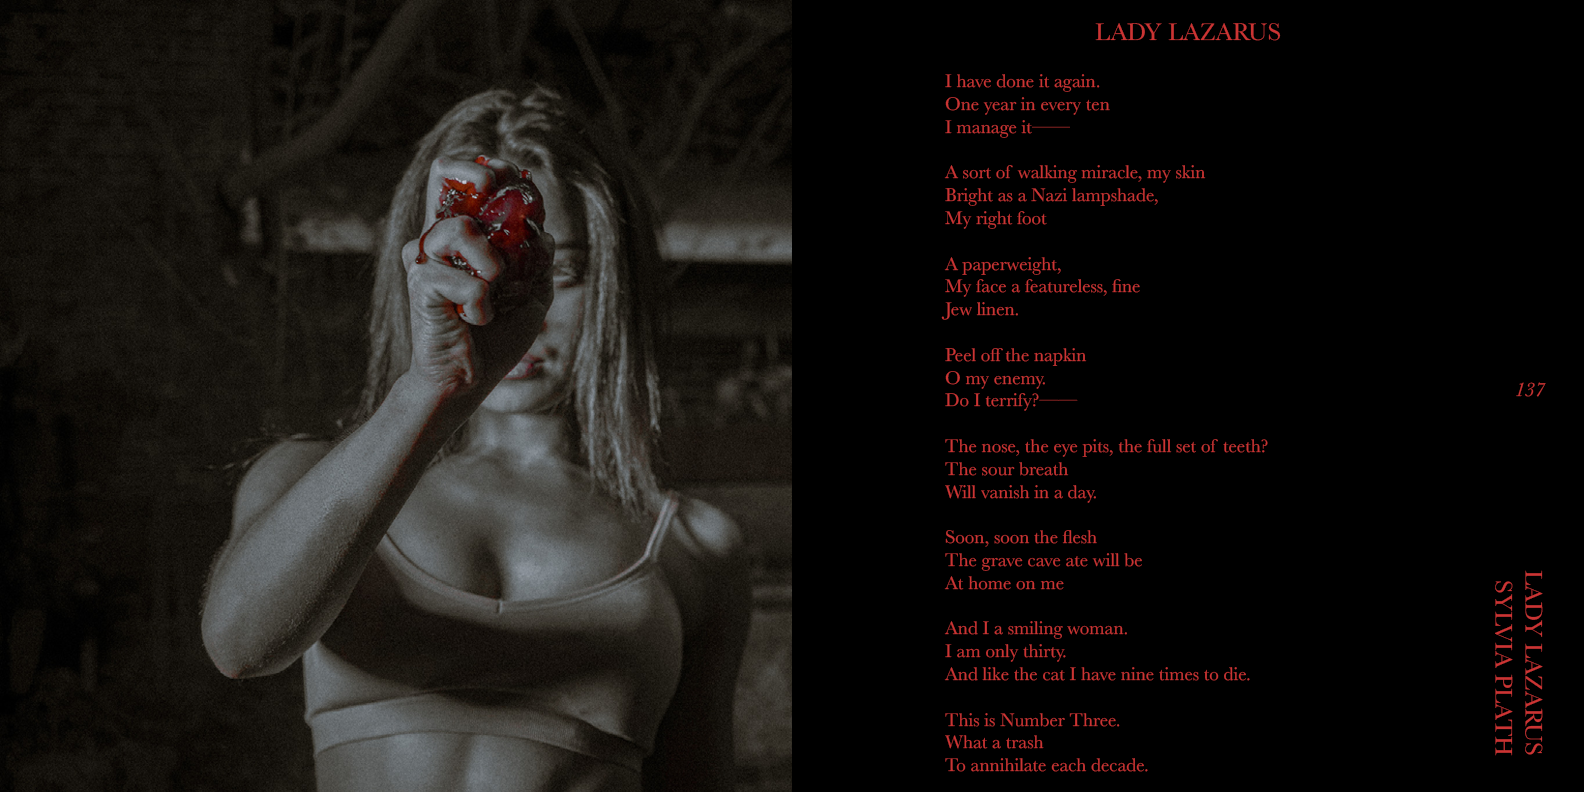 LADY LAZARUS
I have done it again.
One year in every ten
I manage it——
A sort of walking miracle, my skin
Bright as a Nazi lampshade,
My right foot
A paperweight,
My face a featureless, fine
Jew linen.
Peel off the napkin
O my enemy.
Do I terrify?——
The nose, the eye pits, the full set of teeth?
The sour breath
Will vanish in a day.
Soon, soon the flesh
The grave cave ate will be
At home on me
And I a smiling woman.
I am only thirty.
And like the cat I have nine times to die.
This is Number Three.
What a trash
To annihilate each decade.
137
LADY LAZARUS
SYLVIA PLATH